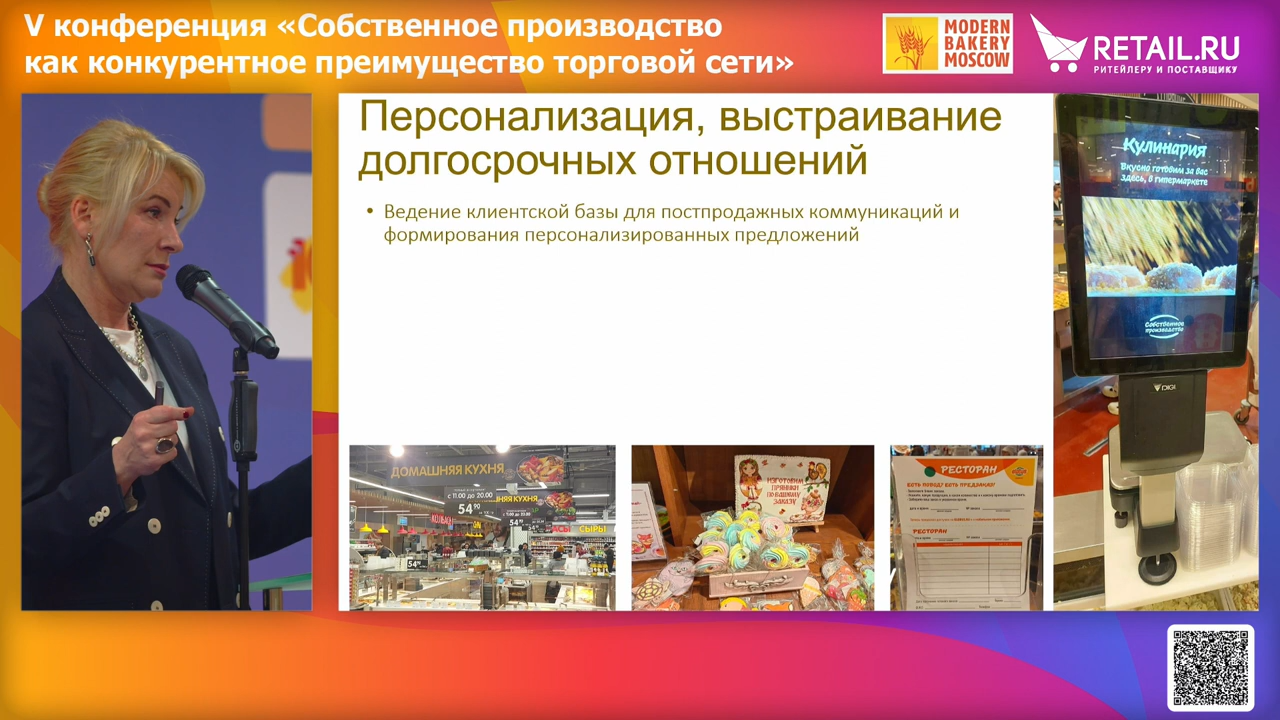 V конференция «Собственное производство
как конкурентное преимущество торговой сети»
MODERN
BAKERY
MOSCOW
RETAIL.RU
РИТЕЙЛЕРУ И ПОСТАВЩИКУ
Персонализация, выстраивание
долгосрочных отношений
• Ведение клиентской базы для постпродажных коммуникаций и
формирования персонализированных предложений
Кулинария
Вкусно готовим за вас
здесь, в гипермаркете
Собственное
производство
DIGI
ДОМАШНЯЯ КУХНЯ
с 11.00 до 20.00
54 90
СЫРЫ
54
ИЗГОТОВИМ
ПРЯНИКИ
ПО ВАШЕМУ
ЗАКАЗУ
РЕСТОРАН
ЕСТЬ ПОВОД? ЕСТЬ ПРЕДЗАКАЗ!
РЕСТОРАН